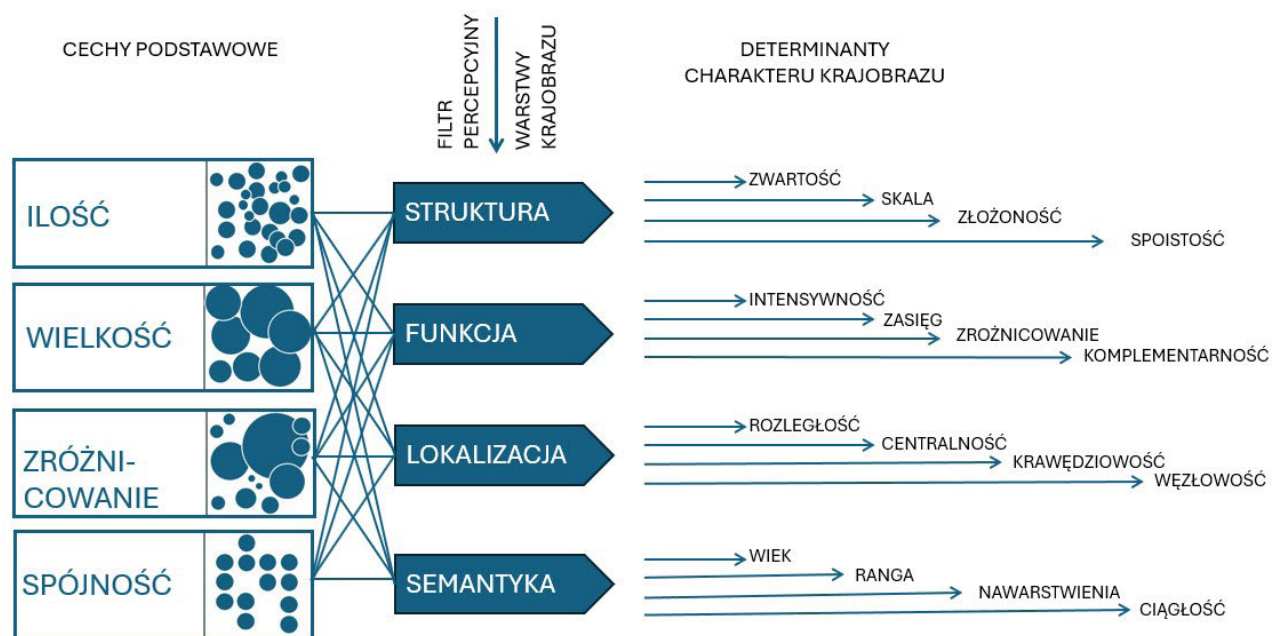 CECHY PODSTAWOWE
FILTR
PERCEPCYJNY
WARSTWY
KRAJOBRAZU
DETERMINANTY
CHARAKTERU KRAJOBRAZU
ILOŚĆ
STRUKTURA
ZWARTOŚĆ
SKALA
ZŁOŻONOŚĆ
SPOISTOŚĆ
WIELKOŚĆ
FUNKCJA
INTENSYWNOŚĆ
ZASIĘG
ZROŻNICOWANIE
KOMPLEMENTARNOŚĆ
ZRÓŻNI-
COWANIE
LOKALIZACJA
ROZLEGŁOŚĆ
CENTRALNOŚĆ
KRAWĘDZIOWOŚĆ
WĘZŁOWOŚĆ
SPÓJNOŚĆ
SEMANTYKA
WIEK
RANGA
NAWARSTWIENIA
CIĄGŁOŚĆ